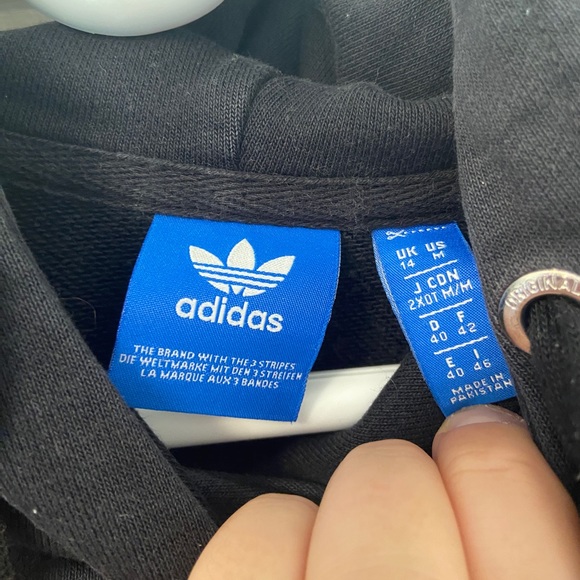 adidas
THE BRAND WITH THE 3 STRIPES
DIE WELTMARKE MIT DEN 3 STREIFEN
LA MARQUE AUX 3 BANDES
UK US
14 M
J CDN
2XOT M/M
D F
40 42
E I
40 46
MADE IN
PAKISTAN
ORIGINAL